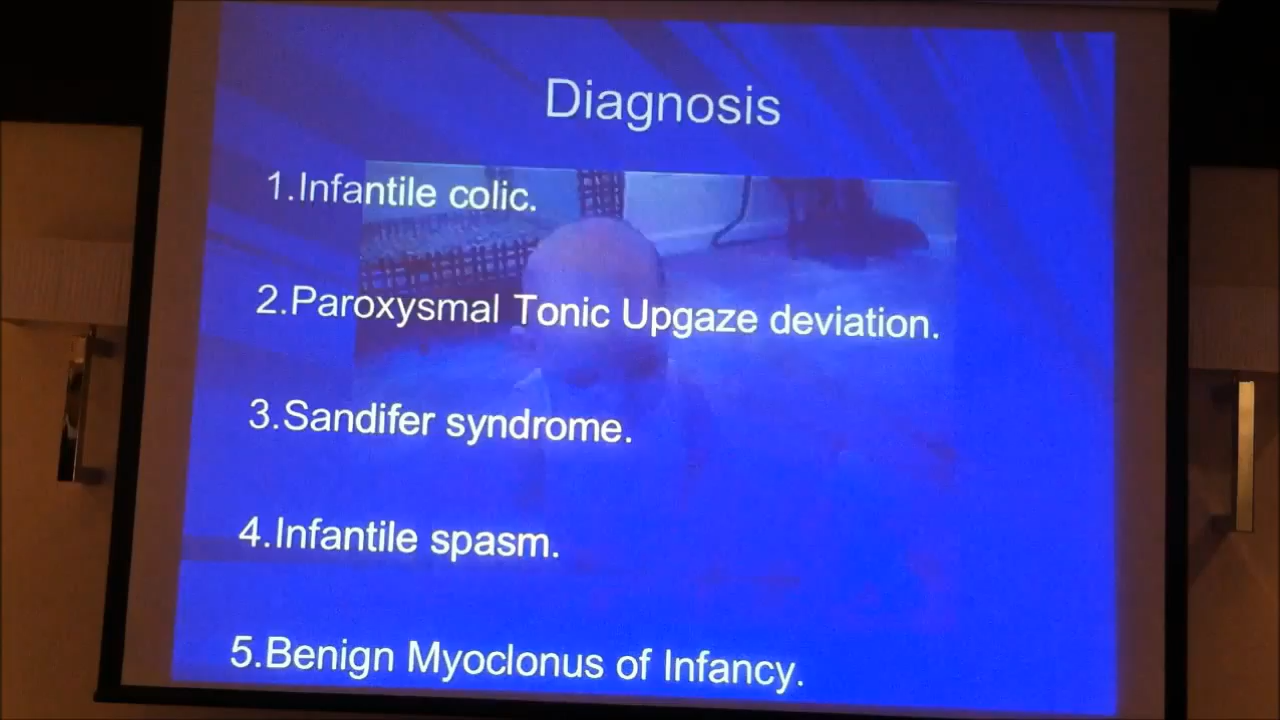 Diagnosis
1.Infantile colic.
2.Paroxysmal Tonic Upgaze deviation.
3.Sandifer syndrome.
4.Infantile spasm.
5.Benign Myoclonus of Infancy.